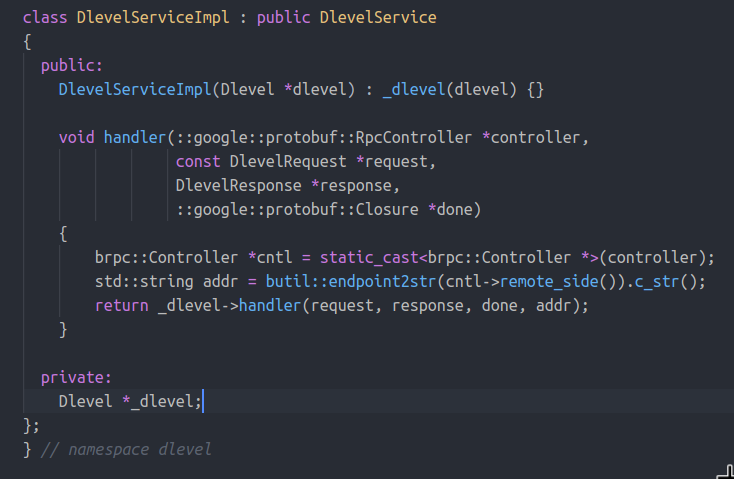 class DlevelServiceImpl : public DlevelService
{
  public:
    DlevelServiceImpl(Dlevel *dlevel) : _dlevel(dlevel) {}

    void handler(::google::protobuf::RpcController *controller,
                 const DlevelRequest *request,
                 DlevelResponse *response,
                 ::google::protobuf::Closure *done)
    {
        brpc::Controller *cntl = static_cast<brpc::Controller *>(controller);
        std::string addr = butil::endpoint2str(cntl->remote_side()).c_str();
        return _dlevel->handler(request, response, done, addr);
    }

  private:
    Dlevel *_dlevel;
};
} // namespace dlevel